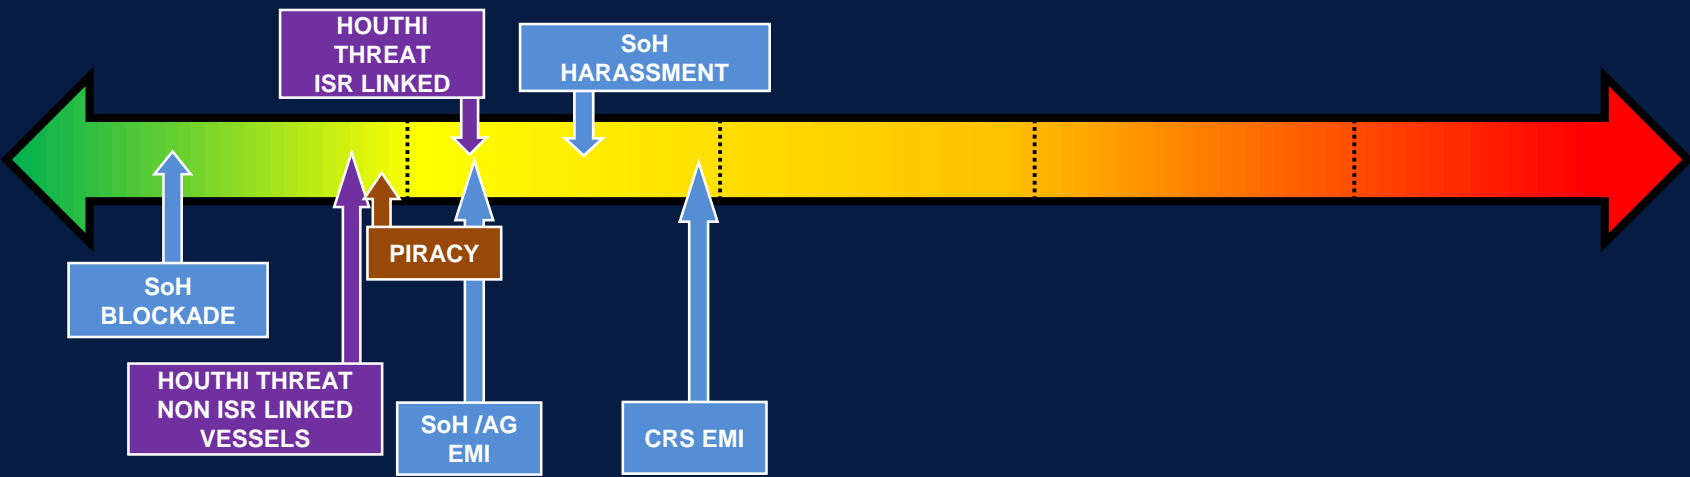 HOUTHI
THREAT
ISR LINKED
SoH
HARASSMENT
PIRACY
SoH
BLOCKADE
HOUTHI THREAT
NON ISR LINKED
VESSELS
SoH /AG
EMI
CRS EMI